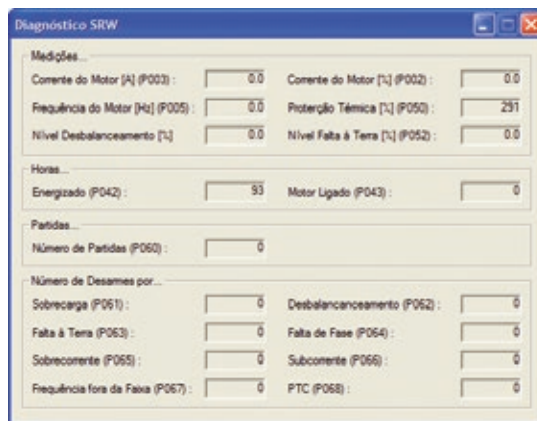 Diagnóstico SRW
Medições...
Corrente do Motor [A] (P003) : 0.0 Corrente do Motor [%] (P002) : 0.0
Frequência do Motor [Hz] (P005) : 0.0 Proterção Térmica [%] (P050) : 291
Nível Desbalanceamento [%] 0.0 Nível Falta à Terra [%] (P052) : 0.0
Horas...
Energizado (P042) : 93 Motor Ligado (P043) : 0
Partidas...
Número de Partidas (P060) : 0
Número de Desarmes por...
Sobrecarga (P061) : 0 Desbalancanceamento (P062) : 0
Falta à Terra (P063) : 0 Falta de Fase (P064) : 0
Sobrecorrente (P065) : 0 Subcorrente (P066) : 0
Frequência fora da Faixa (P067) : 0 PTC (P068) : 0